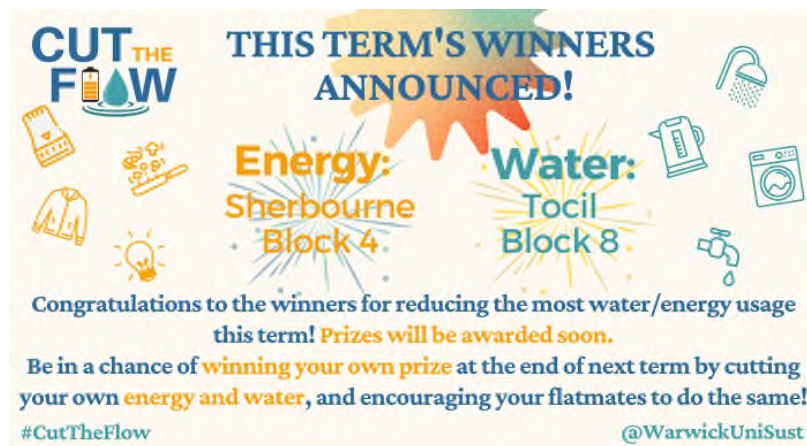 CUT THE
FLOW
THIS TERM'S WINNERS
ANNOUNCED!
Energy:
Sherbourne
Block 4
Water:
Tocil
Block 8
Congratulations to the winners for reducing the most water/energy usage
this term! Prizes will be awarded soon.
Be in a chance of winning your own prize at the end of next term by cutting
your own energy and water, and encouraging your flatmates to do the same!
#CutTheFlow
@WarwickUniSust